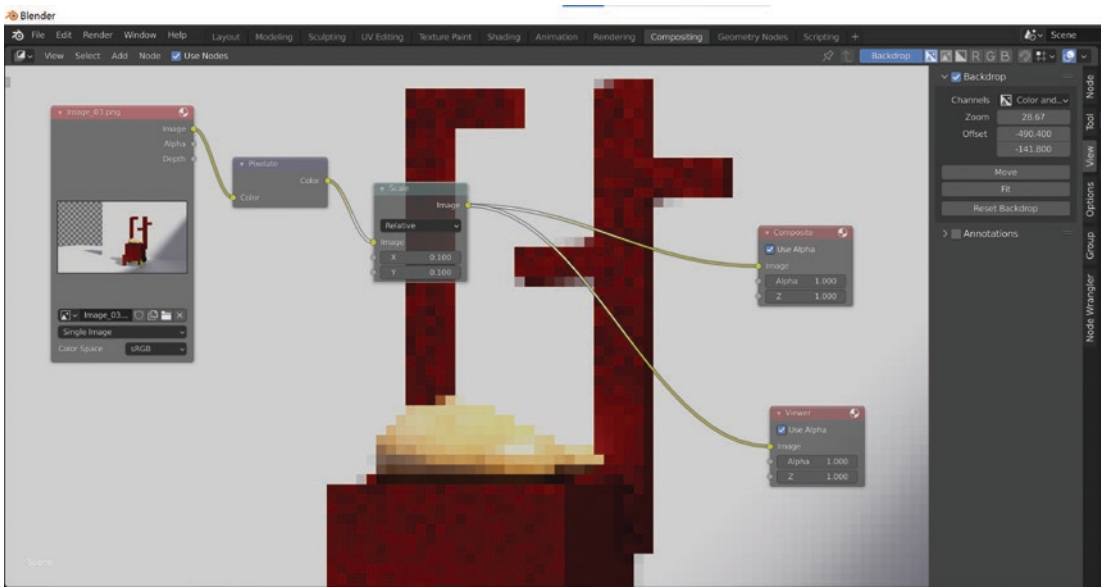 Blender
File Edit Render Window Help Layout Modeling Sculpting UV Editing Texture Paint Shading Animation Rendering Compositing Geometry Nodes Scripting + Scene
View Select Add Node Use Nodes Backdrop R G B
Image_03.png
Image
Alpha
Depth
Image_03...
Single Image
Color Space sRGB
Pixelate
Color
Color
Scale
Image
Relative
Image
X 0.100
Y 0.100
Composite
Use Alpha
Image
Alpha 1.000
Z 1.000
Viewer
Use Alpha
Image
Alpha 1.000
Z 1.000
Backdrop
Channels Color and...
Zoom 28.67
Offset -490.400
-141.800
Move
Fit
Reset Backdrop
Annotations
Node
Tool
View
Options
Group
Node Wrangler
Scene